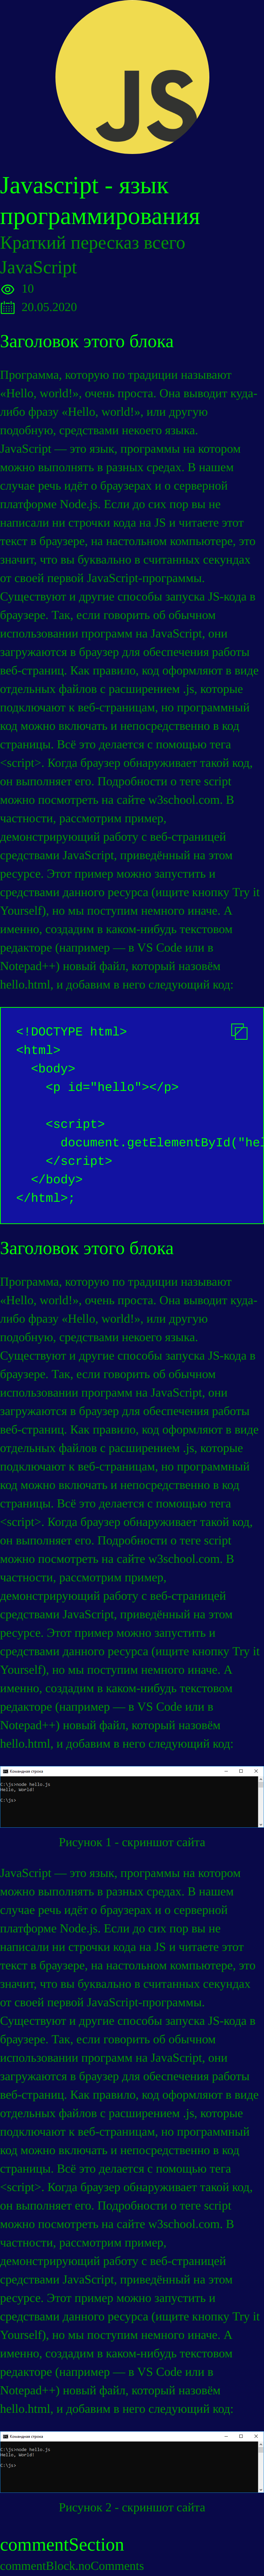 JS
Javascript - язык
программирования
Краткий пересказ всего
JavaScript
10
20.05.2020
Заголовок этого блока
Программа, которую по традиции называют
«Hello, world!», очень проста. Она выводит куда-
либо фразу «Hello, world!», или другую
подобную, средствами некоего языка.
JavaScript — это язык, программы на котором
можно выполнять в разных средах. В нашем
случае речь идёт о браузерах и о серверной
платформе Node.js. Если до сих пор вы не
написали ни строчки кода на JS и читаете этот
текст в браузере, на настольном компьютере, это
значит, что вы буквально в считанных секундах
от своей первой JavaScript-программы.
Существуют и другие способы запуска JS-кода в
браузере. Так, если говорить об обычном
использовании программ на JavaScript, они
загружаются в браузер для обеспечения работы
веб-страниц. Как правило, код оформляют в виде
отдельных файлов с расширением .js, которые
подключают к веб-страницам, но программный
код можно включать и непосредственно в код
страницы. Всё это делается с помощью тега
<script>. Когда браузер обнаруживает такой код,
он выполняет его. Подробности о теге script
можно посмотреть на сайте w3school.com. В
частности, рассмотрим пример,
демонстрирующий работу с веб-страницей
средствами JavaScript, приведённый на этом
ресурсе. Этот пример можно запустить и
средствами данного ресурса (ищите кнопку Try it
Yourself), но мы поступим немного иначе. А
именно, создадим в каком-нибудь текстовом
редакторе (например — в VS Code или в
Notepad++) новый файл, который назовём
hello.html, и добавим в него следующий код:
<!DOCTYPE html>
<html>
<body>
<p id="hello"></p>
<script>
document.getElementById("hel
</script>
</body>
</html>;
Заголовок этого блока
Программа, которую по традиции называют
«Hello, world!», очень проста. Она выводит куда-
либо фразу «Hello, world!», или другую
подобную, средствами некоего языка.
Существуют и другие способы запуска JS-кода в
браузере. Так, если говорить об обычном
использовании программ на JavaScript, они
загружаются в браузер для обеспечения работы
веб-страниц. Как правило, код оформляют в виде
отдельных файлов с расширением .js, которые
подключают к веб-страницам, но программный
код можно включать и непосредственно в код
страницы. Всё это делается с помощью тега
<script>. Когда браузер обнаруживает такой код,
он выполняет его. Подробности о теге script
можно посмотреть на сайте w3school.com. В
частности, рассмотрим пример,
демонстрирующий работу с веб-страницей
средствами JavaScript, приведённый на этом
ресурсе. Этот пример можно запустить и
средствами данного ресурса (ищите кнопку Try it
Yourself), но мы поступим немного иначе. А
именно, создадим в каком-нибудь текстовом
редакторе (например — в VS Code или в
Notepad++) новый файл, который назовём
hello.html, и добавим в него следующий код:
Командная строка
C:\js>node hello.js
Hello, World!
C:\js>
Рисунок 1 - скриншот сайта
JavaScript — это язык, программы на котором
можно выполнять в разных средах. В нашем
случае речь идёт о браузерах и о серверной
платформе Node.js. Если до сих пор вы не
написали ни строчки кода на JS и читаете этот
текст в браузере, на настольном компьютере, это
значит, что вы буквально в считанных секундах
от своей первой JavaScript-программы.
Существуют и другие способы запуска JS-кода в
браузере. Так, если говорить об обычном
использовании программ на JavaScript, они
загружаются в браузер для обеспечения работы
веб-страниц. Как правило, код оформляют в виде
отдельных файлов с расширением .js, которые
подключают к веб-страницам, но программный
код можно включать и непосредственно в код
страницы. Всё это делается с помощью тега
<script>. Когда браузер обнаруживает такой код,
он выполняет его. Подробности о теге script
можно посмотреть на сайте w3school.com. В
частности, рассмотрим пример,
демонстрирующий работу с веб-страницей
средствами JavaScript, приведённый на этом
ресурсе. Этот пример можно запустить и
средствами данного ресурса (ищите кнопку Try it
Yourself), но мы поступим немного иначе. А
именно, создадим в каком-нибудь текстовом
редакторе (например — в VS Code или в
Notepad++) новый файл, который назовём
hello.html, и добавим в него следующий код:
Командная строка
C:\js>node hello.js
Hello, World!
C:\js>
Рисунок 2 - скриншот сайта
commentSection
commentBlock.noComments